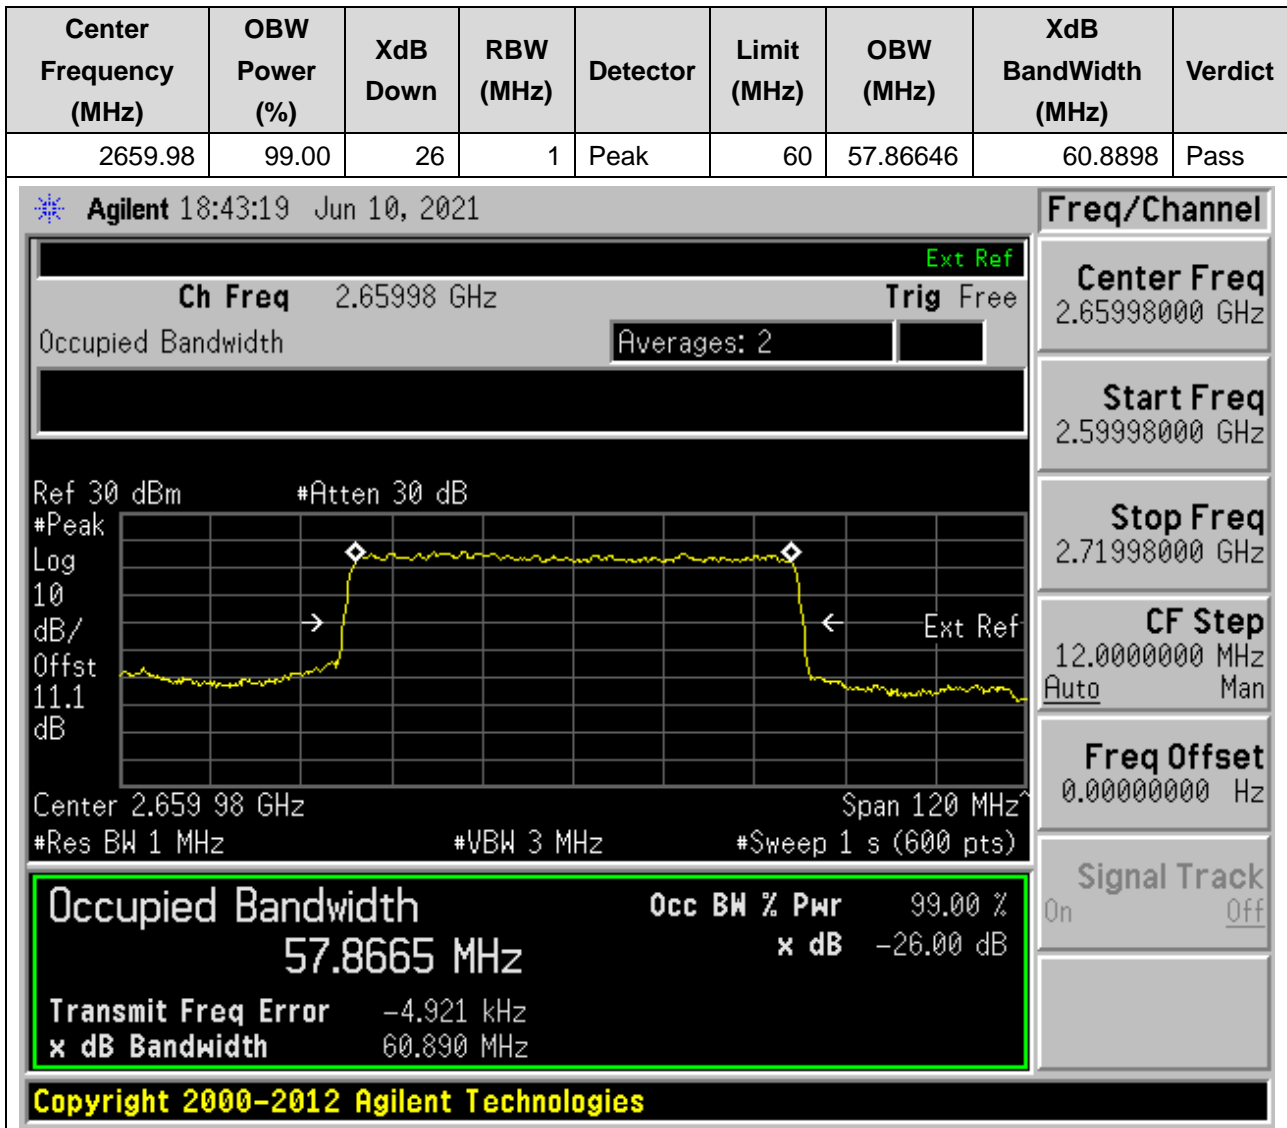 Center Frequency (MHz) OBW Power (%) XdB Down RBW (MHz) Detector Limit (MHz) OBW (MHz) XdB BandWidth (MHz) Verdict
2659.98 99.00 26 1 Peak 60 57.86646 60.8898 Pass
Agilent 18:43:19 Jun 10, 2021
Freq/Channel
Ext Ref
Ch Freq 2.65998 GHz Trig Free
Occupied Bandwidth Averages: 2
Center Freq
2.65998000 GHz
Start Freq
2.59998000 GHz
Stop Freq
2.71998000 GHz
CF Step
12.0000000 MHz
Auto Man
Freq Offset
0.00000000 Hz
Signal Track
On Off
Ref 30 dBm #Atten 30 dB
#Peak
Log
10
dB/
Offst
11.1
dB
Ext Ref
Center 2.659 98 GHz Span 120 MHz^
#Res BW 1 MHz #VBW 3 MHz #Sweep 1 s (600 pts)
Occupied Bandwidth
57.8665 MHz
Occ BW % Pwr 99.00 %
x dB -26.00 dB
Transmit Freq Error -4.921 kHz
x dB Bandwidth 60.890 MHz
Copyright 2000-2012 Agilent Technologies